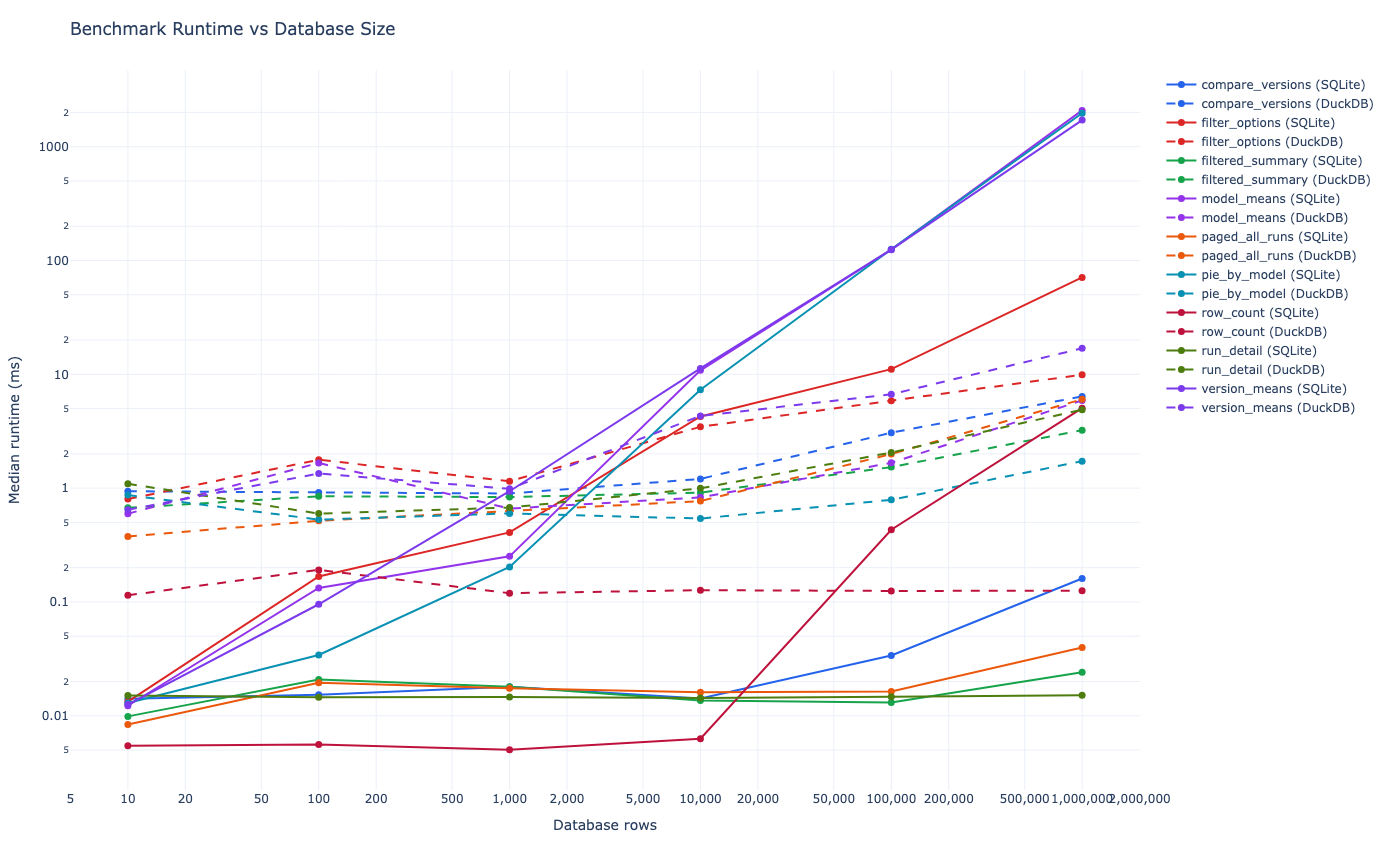 Benchmark Runtime vs Database Size
Median runtime (ms)
2
1000
5
2
100
5
2
10
5
2
1
5
2
0.1
5
2
0.01
5
5
10
20
50
100
200
500
1,000
2,000
5,000
10,000
20,000
50,000
100,000
200,000
500,000
1,000,000
2,000,000
Database rows
compare_versions (SQLite)
compare_versions (DuckDB)
filter_options (SQLite)
filter_options (DuckDB)
filtered_summary (SQLite)
filtered_summary (DuckDB)
model_means (SQLite)
model_means (DuckDB)
paged_all_runs (SQLite)
paged_all_runs (DuckDB)
pie_by_model (SQLite)
pie_by_model (DuckDB)
row_count (SQLite)
row_count (DuckDB)
run_detail (SQLite)
run_detail (DuckDB)
version_means (SQLite)
version_means (DuckDB)